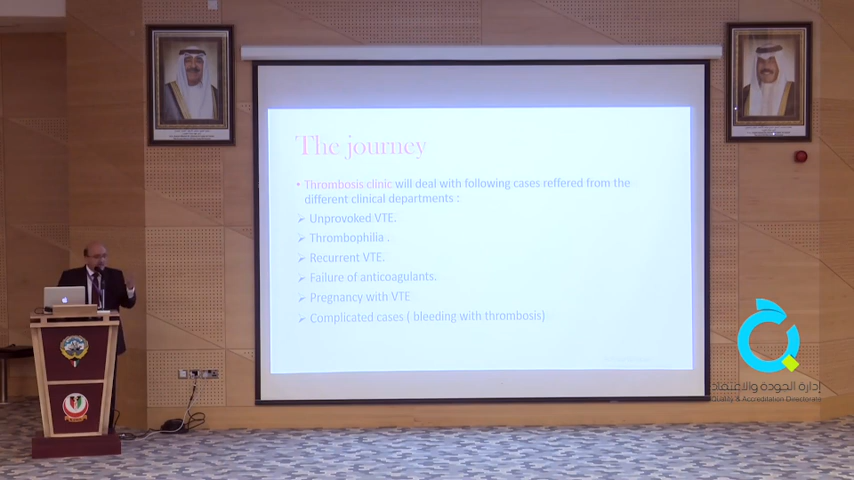 The journey
• Thrombosis clinic will deal with following cases reffered from the
different clinical departments :
➢ Unprovoked VTE.
➢ Thrombophilia .
➢ Recurrent VTE.
➢ Failure of anticoagulants.
➢ Pregnancy with VTE
➢ Complicated cases ( bleeding with thrombosis)
إدارة الجودة والاعتماد
Quality & Accreditation Directorate